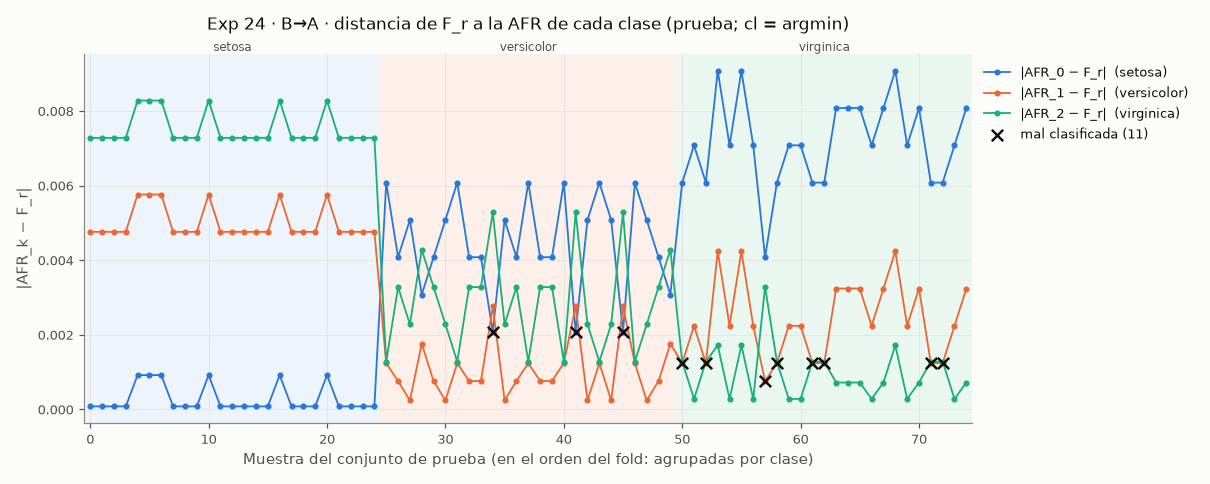 Exp 24 · B→A · distancia de F_r a la AFR de cada clase (prueba; cl = argmin)
setosa
versicolor
virginica
|AFR_0 − F_r| (setosa)
|AFR_1 − F_r| (versicolor)
|AFR_2 − F_r| (virginica)
mal clasificada (11)
|AFR_k − F_r|
0.008
0.006
0.004
0.002
0.000
0
10
20
30
40
50
60
70
Muestra del conjunto de prueba (en el orden del fold: agrupadas por clase)